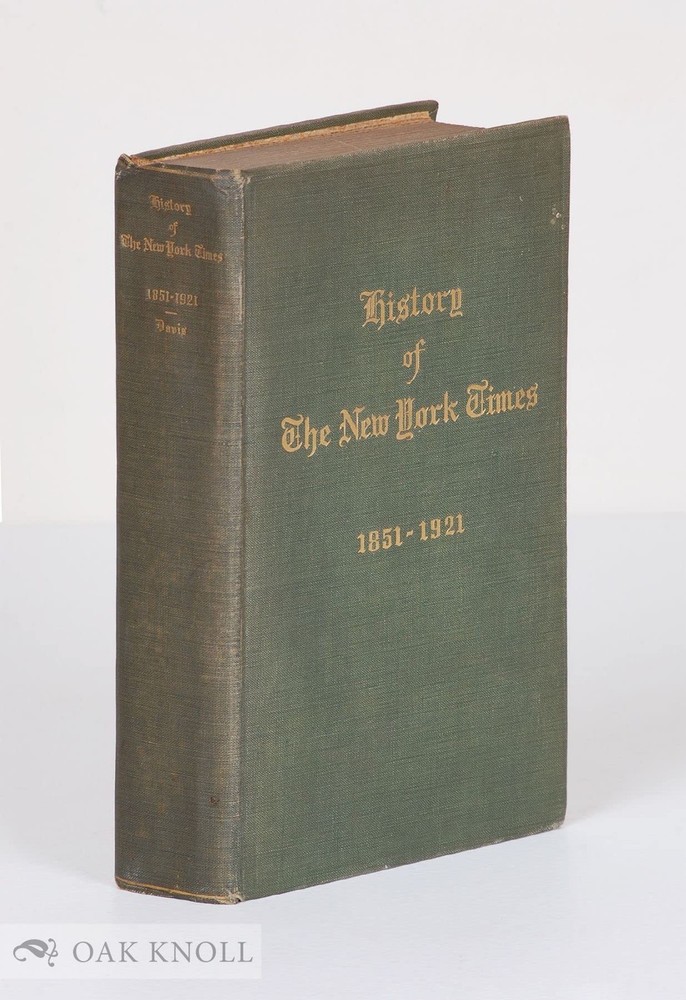 History
of
The New York Times
1851-1921
Davis
History
of
The New York Times
1851-1921
OAK KNOLL